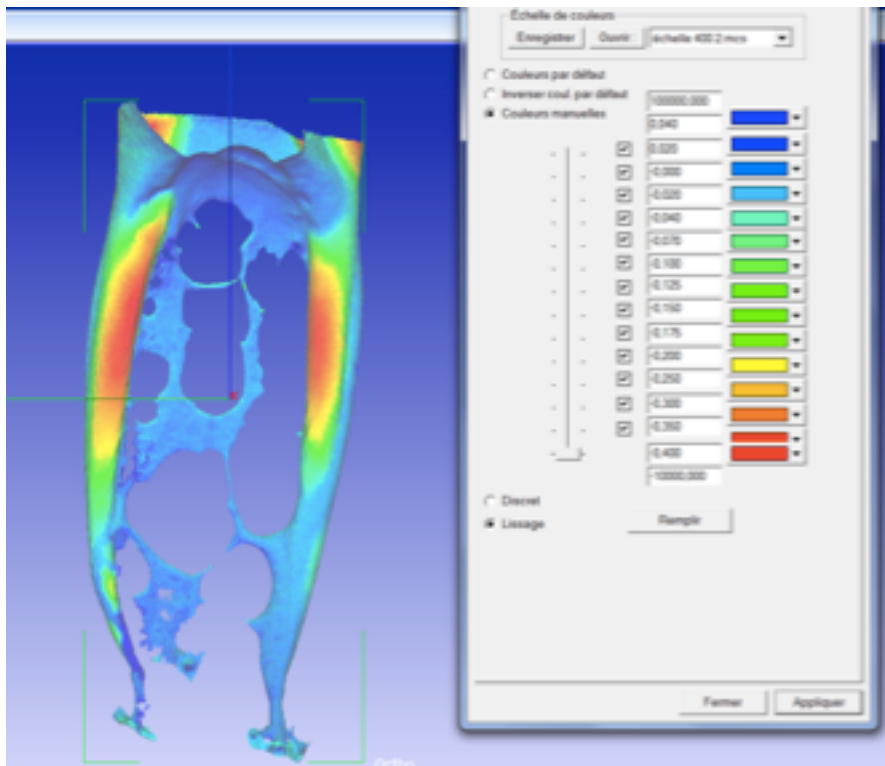 Échelle de couleurs
Enregistrer Ouvrir: échelle 400 2.mcs
Couleurs par défaut
Inverser coul. par défaut
Couleurs manuelles
100000,000
0,040
0,020
-0,000
-0,020
-0,040
-0,070
-0,100
-0,125
-0,150
-0,175
-0,200
-0,250
-0,300
-0,350
-0,400
-10000,000
Discret
Lissage
Remplir
Fermer Appliquer
Ortho